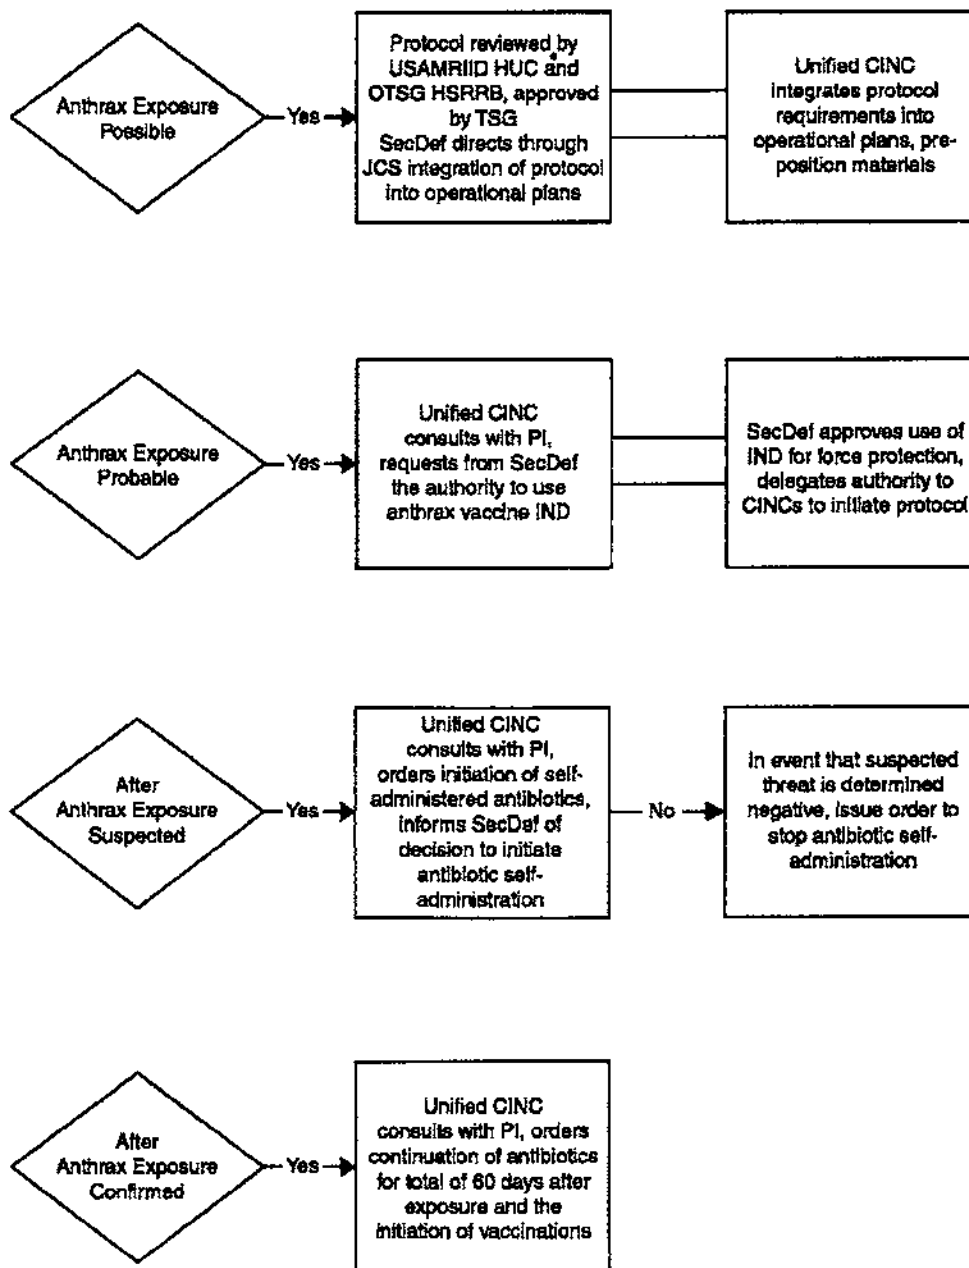 Anthrax Exposure
Possible
Yes
Protocol reviewed by
USAMRIID HUC and
OTSG HSRRB, approved
by TSG
SecDef directs through
JCS integration of protocol
into operational plans
Unified CINC
integrates protocol
requirements into
operational plans, pre-
position materials
Anthrax Exposure
Probable
Yes
Unified CINC
consults with PI,
requests from SecDef
the authority to use
anthrax vaccine IND
SecDef approves use of
IND for force protection,
delegates authority to
CINCs to initiate protocol
After
Anthrax Exposure
Suspected
Yes
Unified CINC
consults with PI,
orders initiation of self-
administered antibiotics,
informs SecDef of
decision to initiate
antibiotic self-
administration
No
In event that suspected
threat is determined
negative, issue order to
stop antibiotic self-
administration
After
Anthrax Exposure
Confirmed
Yes
Unified CINC
consults with PI, orders
continuation of antibiotics
for total of 60 days after
exposure and the
initiation of vaccinations